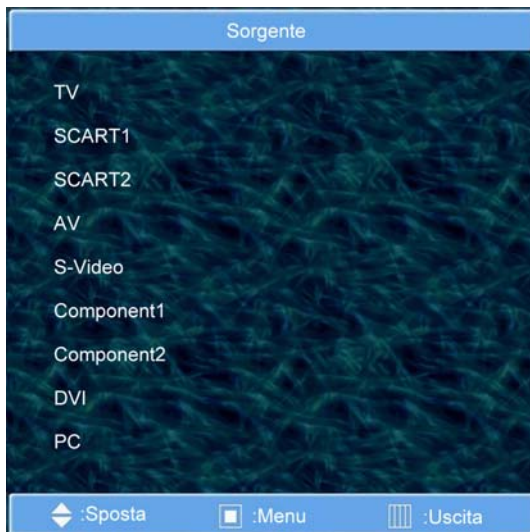 Sorgente
TV
SCART1
SCART2
AV
S-Video
Component1
Component2
DVI
PC
:Sposta :Menu :Uscita